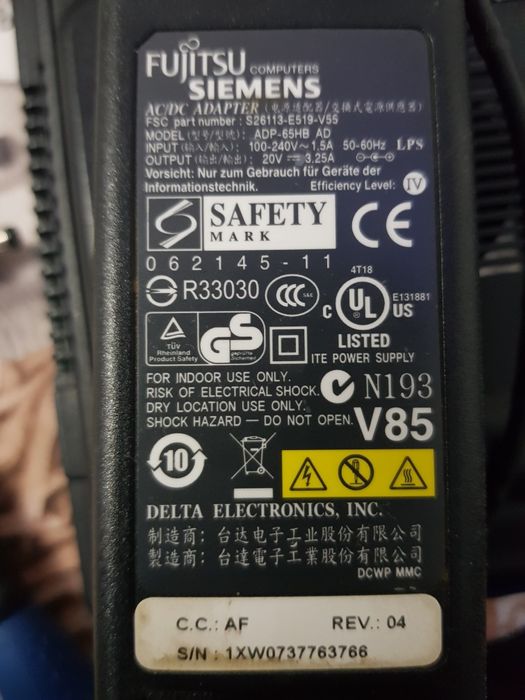 FUJITSU COMPUTERS
SIEMENS
AC/DC ADAPTER (电源适配器/交換式電源供應器)
FSC part number : S26113-E519-V55
MODEL (型号/型號): ADP-65HB AD
INPUT (输入/輸入): 100-240V~ 1.5A 50-60Hz LPS
OUTPUT (输出/輸出): 20V ⎓ 3.25A
Vorsicht: Nur zum Gebrauch für Geräte der
Informationstechnik. Efficiency Level: IV
SAFETY
MARK
CE
062145-11
R33030
CCC
S&E
4T18
C UL US
E131881
LISTED
ITE POWER SUPPLY
TÜV
Rheinland
Product Safety
GS
geprüfte
Sicherheit
FOR INDOOR USE ONLY.
RISK OF ELECTRICAL SHOCK.
DRY LOCATION USE ONLY.
SHOCK HAZARD — DO NOT OPEN.
N193
V85
10
DELTA ELECTRONICS, INC.
制造商: 台达电子工业股份有限公司
製造商: 台達電子工業股份有限公司
DCWP MMC
C.C.: AF REV.: 04
S/N : 1XW0737763766